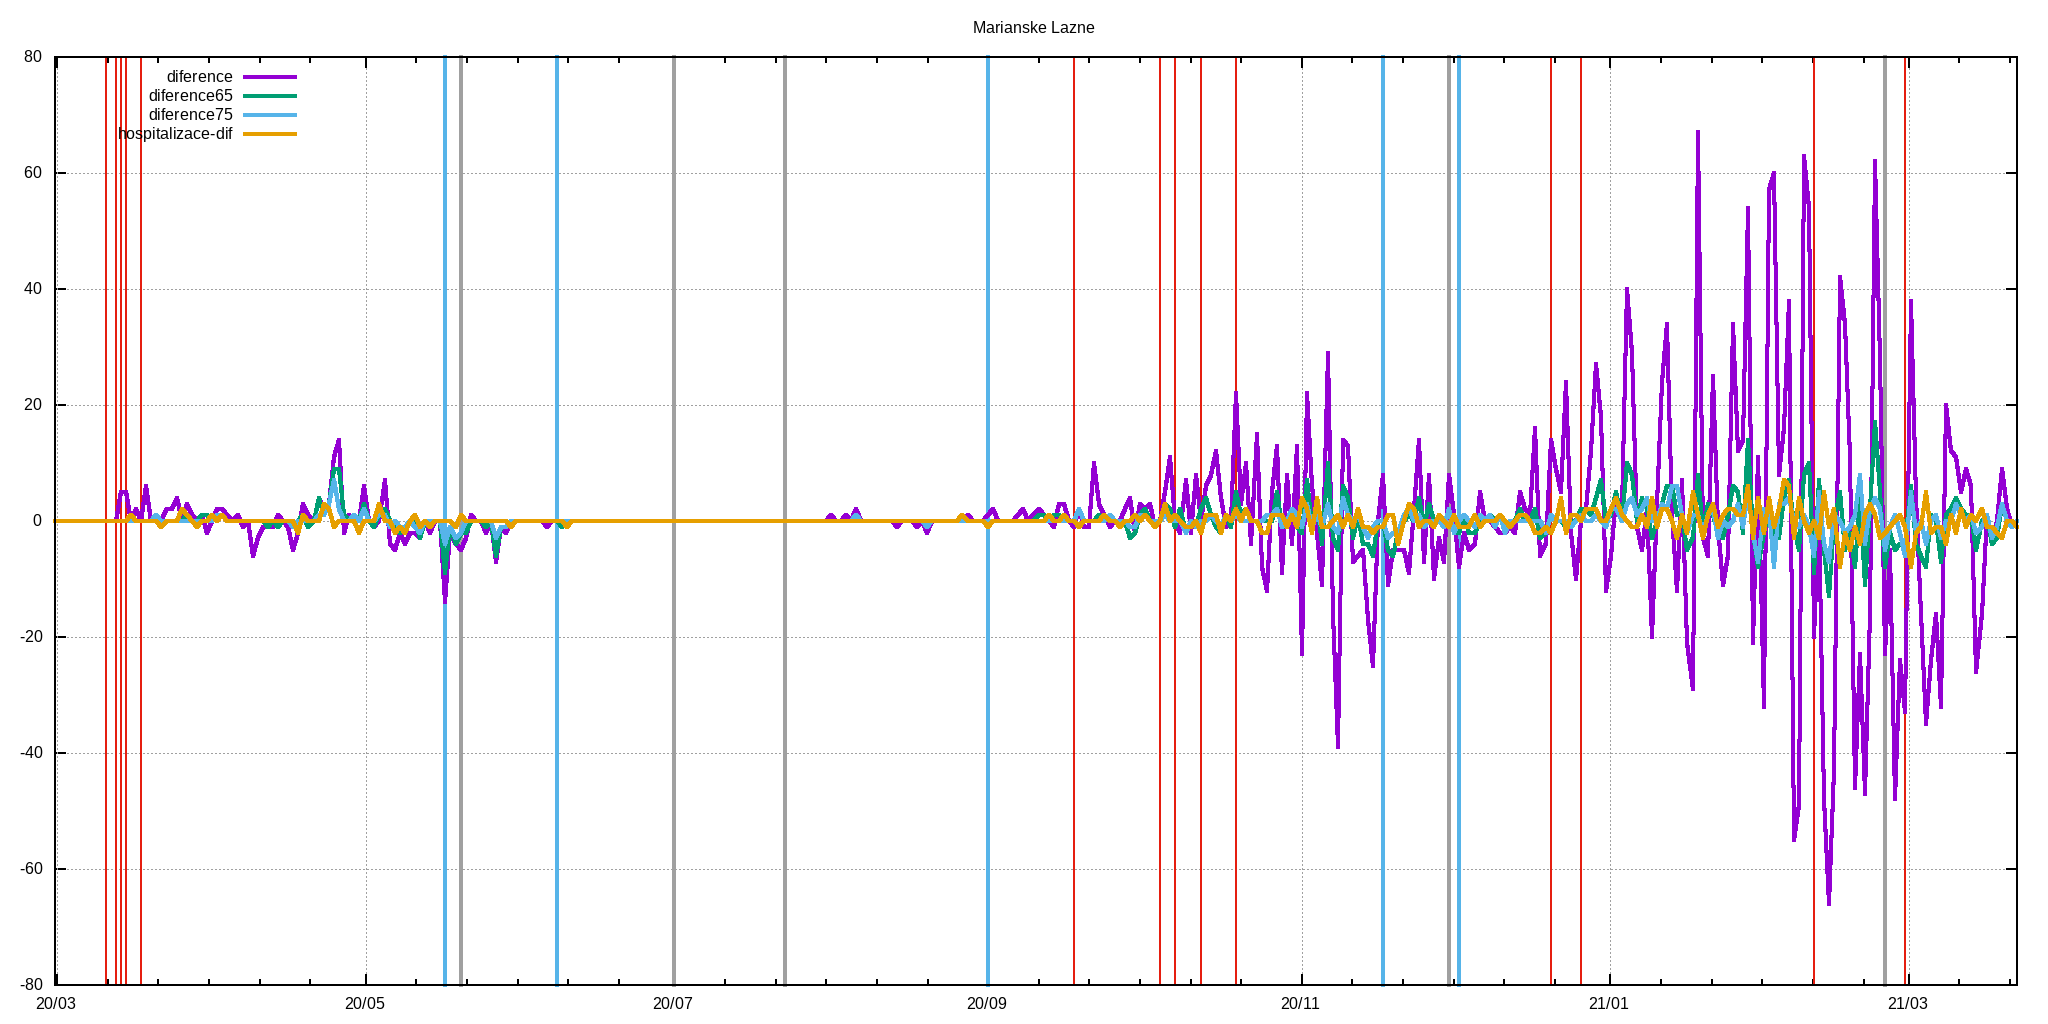 Marianske Lazne
diference
diference65
diference75
hospitalizace-dif
80
60
40
20
0
-20
-40
-60
-80
20/03 20/05 20/07 20/09 20/11 21/01 21/03